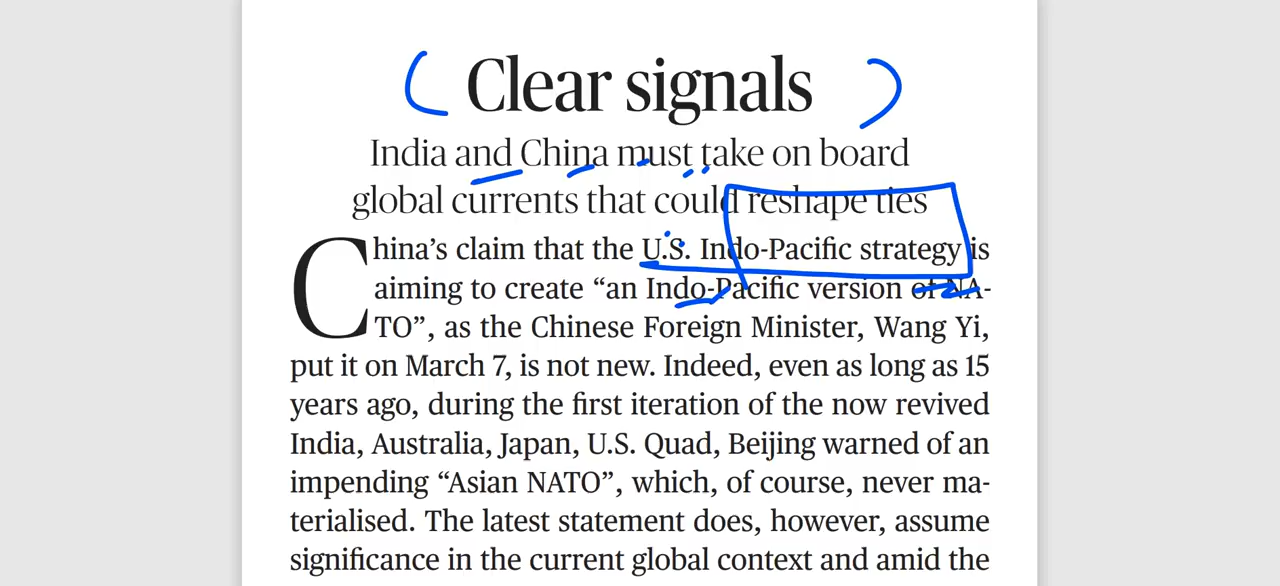 Clear signals
India and China must take on board
global currents that could reshape ties
China’s claim that the U.S. Indo-Pacific strategy is
aiming to create “an Indo-Pacific version of NA-
TO”, as the Chinese Foreign Minister, Wang Yi,
put it on March 7, is not new. Indeed, even as long as 15
years ago, during the first iteration of the now revived
India, Australia, Japan, U.S. Quad, Beijing warned of an
impending “Asian NATO”, which, of course, never ma-
terialised. The latest statement does, however, assume
significance in the current global context and amid the